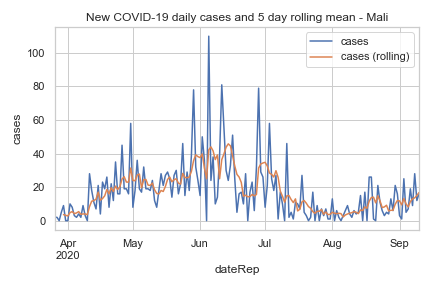 New COVID-19 daily cases and 5 day rolling mean - Mali
cases
cases (rolling)
100
80
60
40
20
0
cases
Apr
2020
May
Jun
Jul
Aug
Sep
dateRep